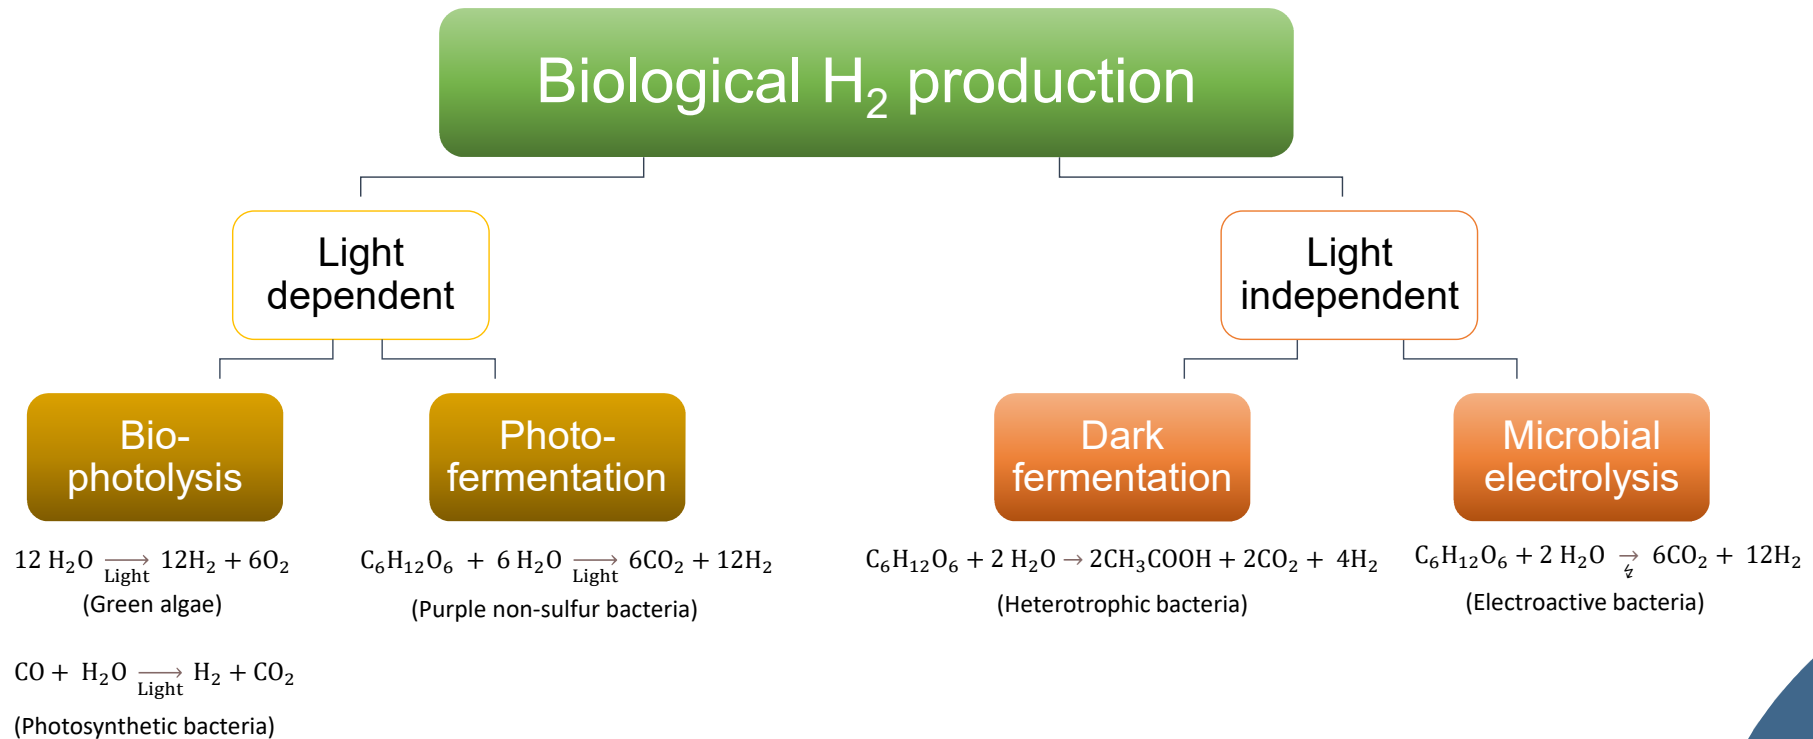 Biological H₂ production
Light
dependent
Light
independent
Bio-
photolysis
Photo-
fermentation
Dark
fermentation
Microbial
electrolysis
12 H₂O ⟶ 12H₂ + 6O₂
Light
(Green algae)
CO + H₂O ⟶ H₂ + CO₂
Light
(Photosynthetic bacteria)
C₆H₁₂O₆ + 6 H₂O ⟶ 6CO₂ + 12H₂
Light
(Purple non-sulfur bacteria)
C₆H₁₂O₆ + 2 H₂O → 2CH₃COOH + 2CO₂ + 4H₂
(Heterotrophic bacteria)
C₆H₁₂O₆ + 2 H₂O → 6CO₂ + 12H₂
↯
(Electroactive bacteria)